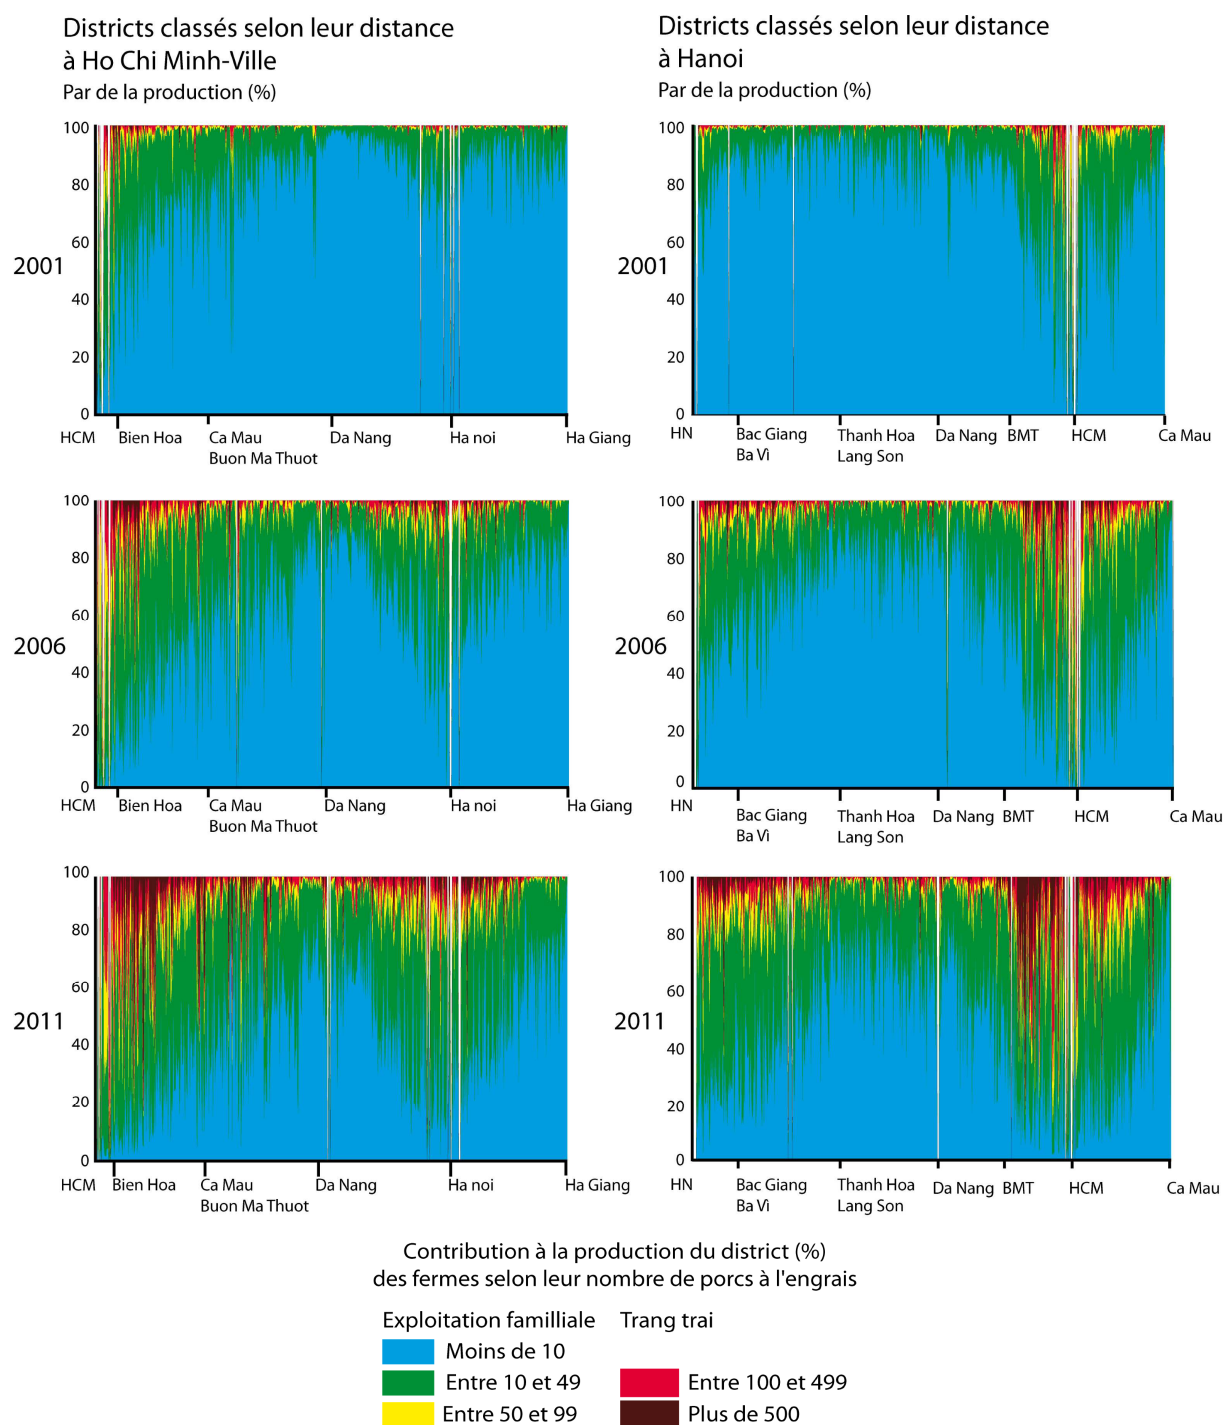 Districts classés selon leur distance
à Ho Chi Minh-Ville
Par de la production (%)
Districts classés selon leur distance
à Hanoi
Par de la production (%)
2001
100
80
60
40
20
0
HCM
Bien Hoa
Ca Mau
Buon Ma Thuot
Da Nang
Ha noi
Ha Giang
2001
100
80
60
40
20
0
HN
Bac Giang
Ba Vì
Thanh Hoa
Lang Son
Da Nang
BMT
HCM
Ca Mau
2006
100
80
60
40
20
0
HCM
Bien Hoa
Ca Mau
Buon Ma Thuot
Da Nang
Ha noi
Ha Giang
2006
100
80
60
40
20
0
HN
Bac Giang
Ba Vì
Thanh Hoa
Lang Son
Da Nang
BMT
HCM
Ca Mau
2011
100
80
60
40
20
0
HCM
Bien Hoa
Ca Mau
Buon Ma Thuot
Da Nang
Ha noi
Ha Giang
2011
100
80
60
40
20
0
HN
Bac Giang
Ba Vì
Thanh Hoa
Lang Son
Da Nang
BMT
HCM
Ca Mau
Contribution à la production du district (%)
des fermes selon leur nombre de porcs à l'engrais
Exploitation familliale
Moins de 10
Entre 10 et 49
Entre 50 et 99
Trang trai
Entre 100 et 499
Plus de 500